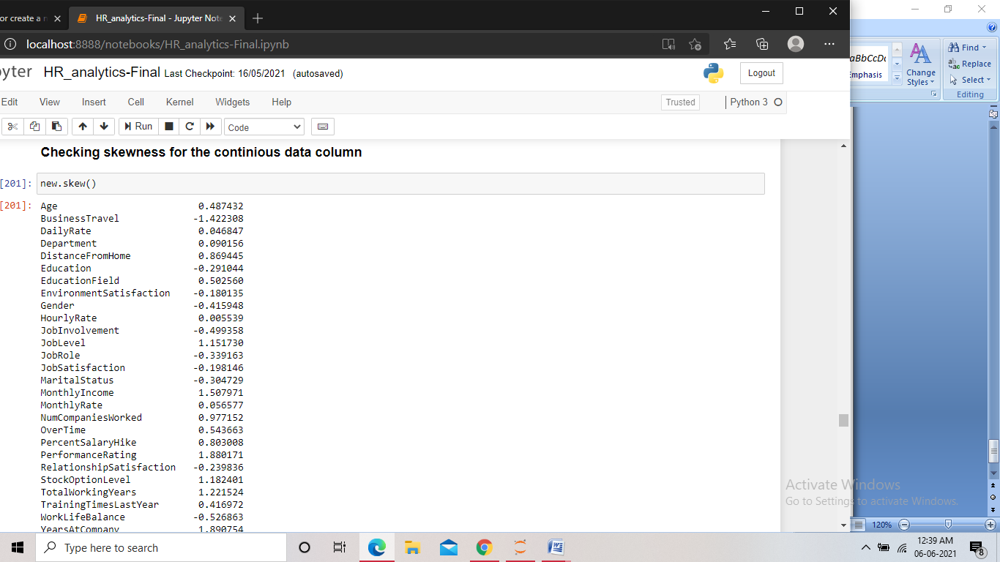 or create a n
HR_analytics-Final - Jupyter Note
localhost:8888/notebooks/HR_analytics-Final.ipynb
yter HR_analytics-Final Last Checkpoint: 16/05/2021 (autosaved)
Logout
Edit View Insert Cell Kernel Widgets Help
Trusted
Python 3
Run
Code
Checking skewness for the continious data column
[201]: new.skew()
[201]: Age 0.487432
BusinessTravel -1.422308
DailyRate 0.046847
Department 0.090156
DistanceFromHome 0.869445
Education -0.291044
EducationField 0.502560
EnvironmentSatisfaction -0.180135
Gender -0.415948
HourlyRate 0.005539
JobInvolvement -0.499358
JobLevel 1.151730
JobRole -0.339163
JobSatisfaction -0.198146
MaritalStatus -0.304729
MonthlyIncome 1.507971
MonthlyRate 0.056577
NumCompaniesWorked 0.977152
OverTime 0.543663
PercentSalaryHike 0.803008
PerformanceRating 1.880171
RelationshipSatisfaction -0.239836
StockOptionLevel 1.182401
TotalWorkingYears 1.221524
TrainingTimesLastYear 0.416972
WorkLifeBalance -0.526863
YearsAtCompany 1.890754
aBbCcDc
Emphasis
Change
Styles
Find
Replace
Select
Editing
Activate Windows
Go to Settings to activate Windows.
120%
Type here to search
12:39 AM
06-06-2021
8